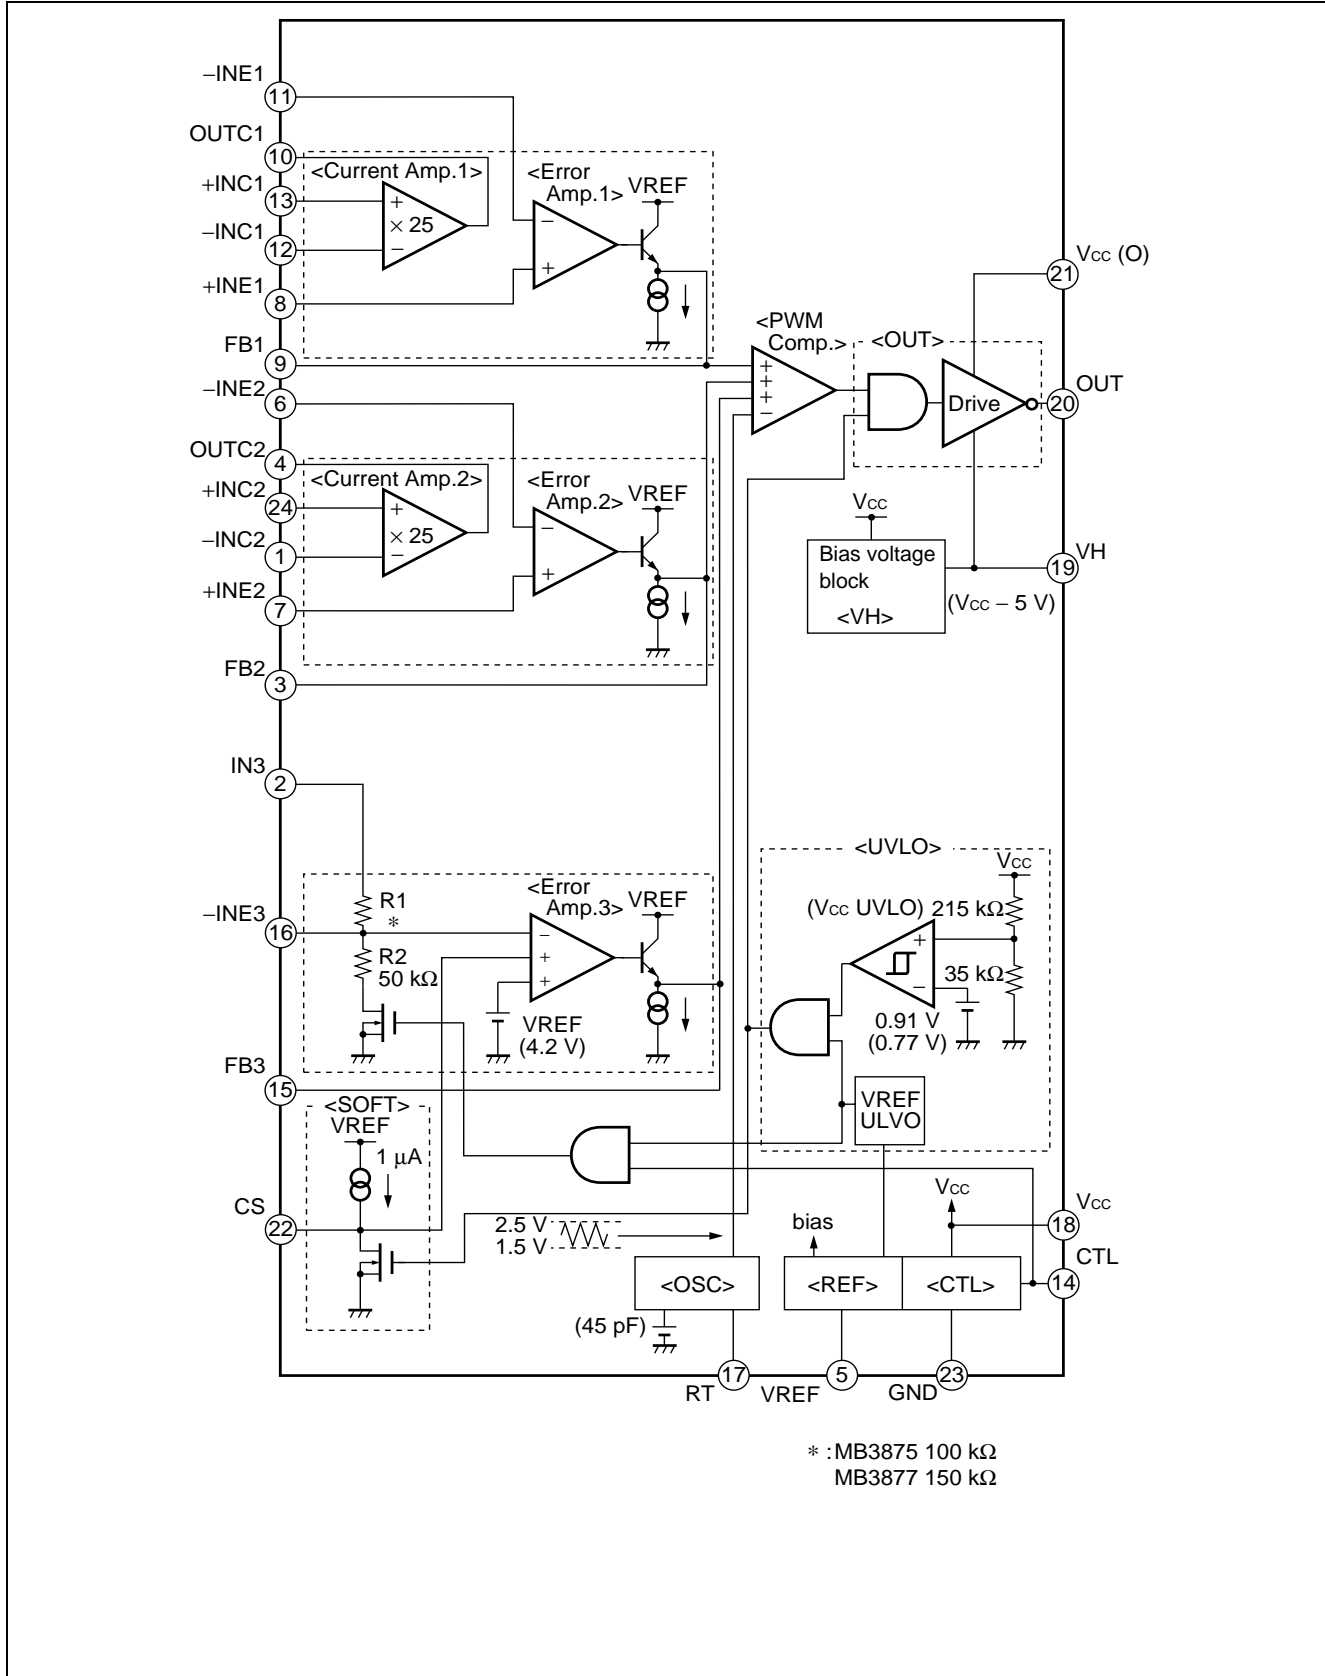 −INE1
11
OUTC1
10
<Current Amp.1>
<Error
Amp.1>
VREF
+INC1
13
+
× 25
−
−INC1
12
−
+
+INE1
8
VCC (O)
21
<PWM
Comp.>
<OUT>
FB1
9
+
+
+
−
Drive
OUT
20
−INE2
6
OUTC2
4
<Current Amp.2>
<Error
Amp.2>
VREF
+INC2
24
+
× 25
−
−INC2
1
−
+
+INE2
7
VCC
Bias voltage
block
<VH>
VH
19
(VCC − 5 V)
FB2
3
IN3
2
<UVLO>
VCC
R1
*
<Error
Amp.3>
VREF
−INE3
16
R2
50 kΩ
−
+
+
VREF
(4.2 V)
(VCC UVLO)
215 kΩ
+
−
35 kΩ
0.91 V
(0.77 V)
FB3
15
<SOFT>
VREF
1 µA
VREF
ULVO
CS
22
2.5 V
1.5 V
bias
VCC
VCC
18
CTL
14
<OSC>
<REF>
<CTL>
(45 pF)
17
5
23
RT
VREF
GND
* : MB3875 100 kΩ
MB3877 150 kΩ